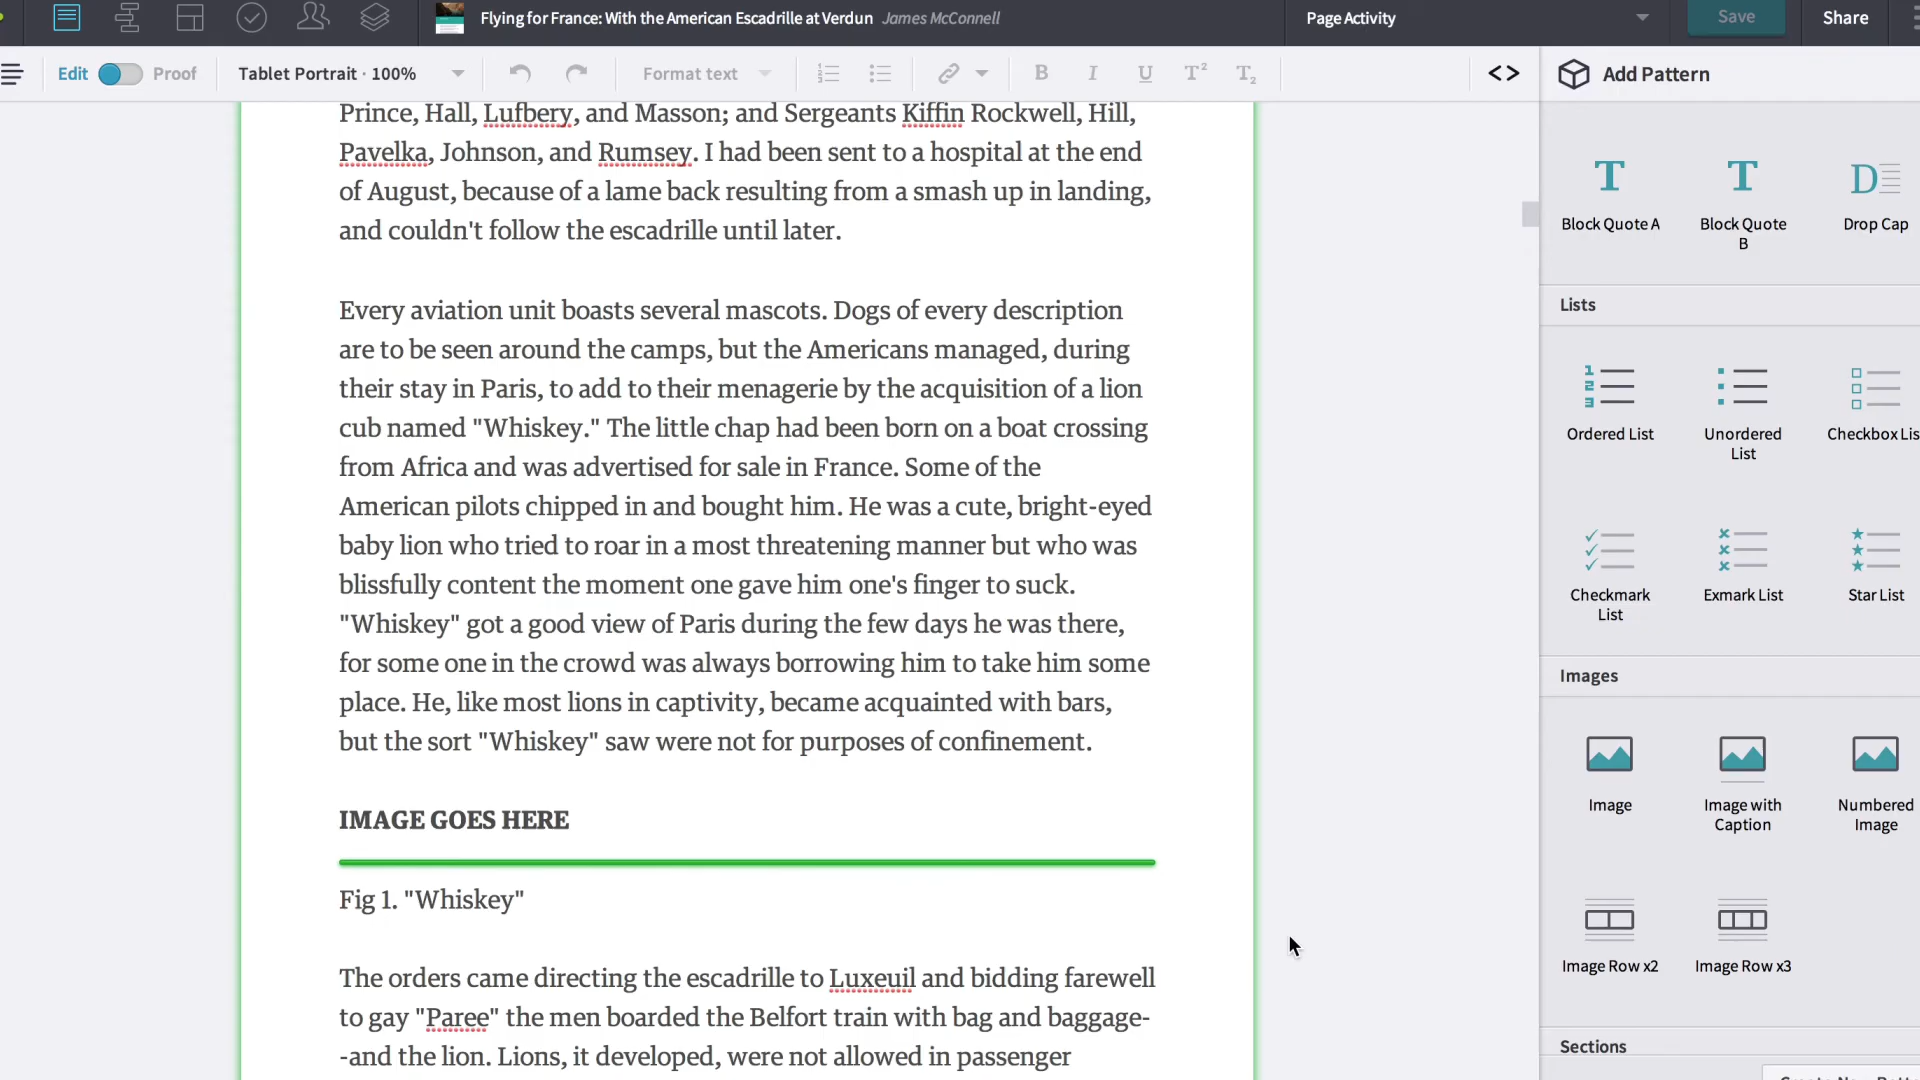 Flying for France: With the American Escadrille at Verdun James McConnell
Page Activity
Save
Share
Edit
Proof
Tablet Portrait · 100%
Format text
B
I
U
T²
T₂
<>
Add Pattern
Prince, Hall, Lufbery, and Masson; and Sergeants Kiffin Rockwell, Hill,
Pavelka, Johnson, and Rumsey. I had been sent to a hospital at the end
of August, because of a lame back resulting from a smash up in landing,
and couldn't follow the escadrille until later.
Every aviation unit boasts several mascots. Dogs of every description
are to be seen around the camps, but the Americans managed, during
their stay in Paris, to add to their menagerie by the acquisition of a lion
cub named "Whiskey." The little chap had been born on a boat crossing
from Africa and was advertised for sale in France. Some of the
American pilots chipped in and bought him. He was a cute, bright-eyed
baby lion who tried to roar in a most threatening manner but who was
blissfully content the moment one gave him one's finger to suck.
"Whiskey" got a good view of Paris during the few days he was there,
for some one in the crowd was always borrowing him to take him some
place. He, like most lions in captivity, became acquainted with bars,
but the sort "Whiskey" saw were not for purposes of confinement.
IMAGE GOES HERE
Fig 1. "Whiskey"
The orders came directing the escadrille to Luxeuil and bidding farewell
to gay "Paree" the men boarded the Belfort train with bag and baggage-
-and the lion. Lions, it developed, were not allowed in passenger
Block Quote A
Block Quote
B
Drop Cap
Lists
Ordered List
Unordered
List
Checkbox Lis
Checkmark
List
Exmark List
Star List
Images
Image
Image with
Caption
Numbered
Image
Image Row x2
Image Row x3
Sections